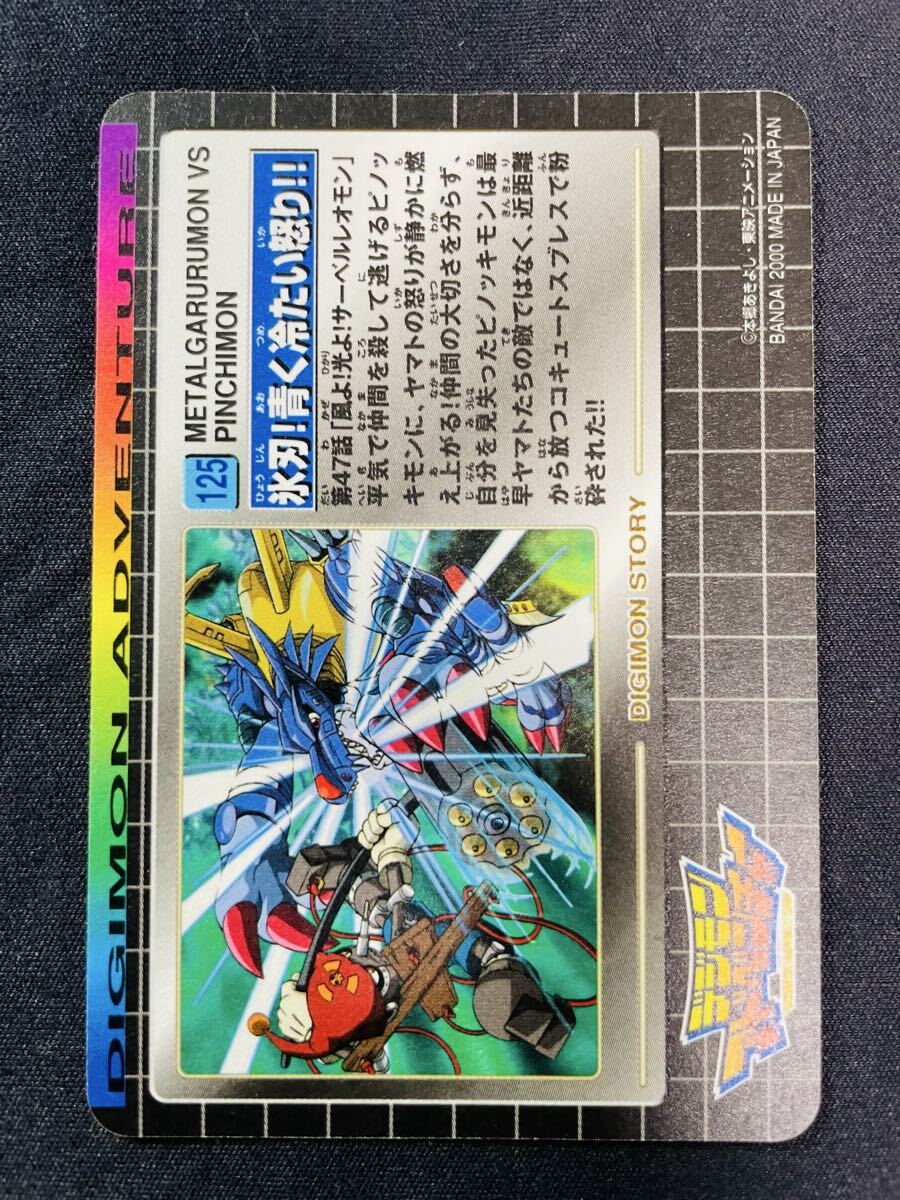 DIGIMON ADVENTURE
125
METALGARURUMON VS
PINCHIMON
氷刃!青く冷たい怒り!!
第47話「風よ!光よ!サーベルレオモン」
平気で仲間を殺して逃げるピノッ
キモンに、ヤマトの怒りが静かに燃
え上がる!仲間の大切さを分らず、
自分を見失ったピノッキモンは最
早ヤマトたちの敵ではなく、近距離
から放つコキュートスブレスで粉
砕された!!
DIGIMON STORY
デジモン
アドベンチャー
©本郷あきよし・東映アニメーション
BANDAI 2000 MADE IN JAPAN